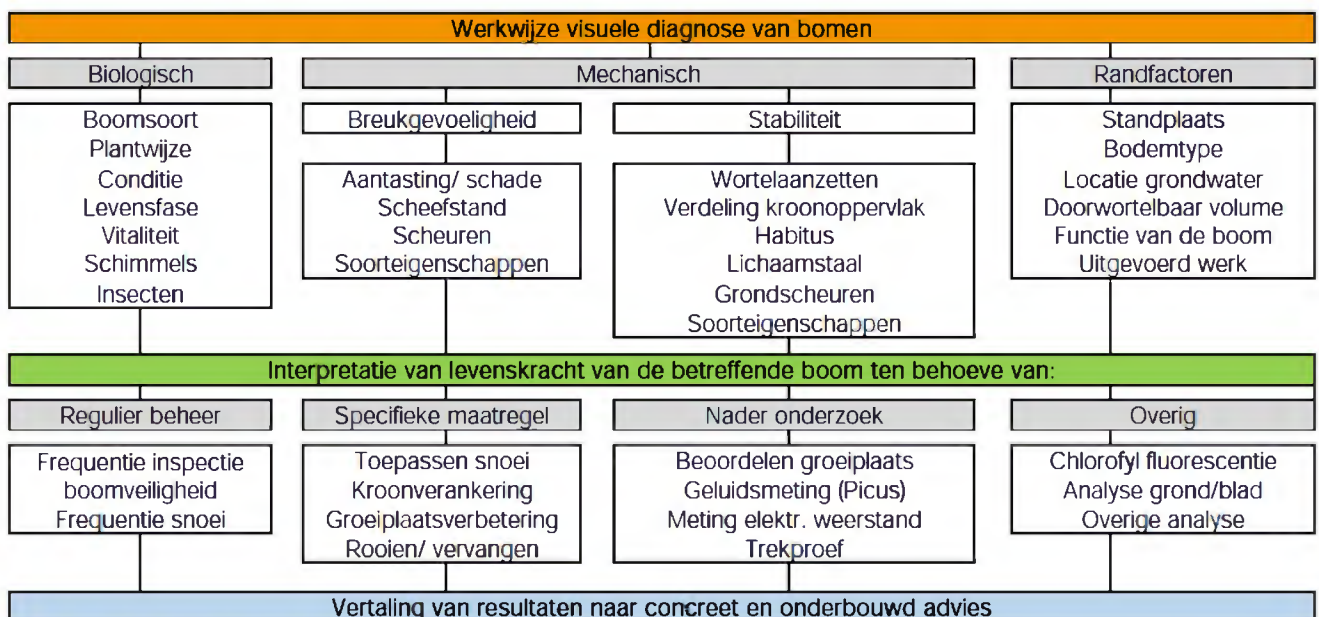 Werkwijze visuele diagnose van bomen
Biologisch
Mechanisch
Randfactoren
Boomsoort
Plantwijze
Conditie
Levensfase
Vitaliteit
Schimmels
Insecten
Breukgevoeligheid
Aantasting/ schade
Scheefstand
Scheuren
Soorteigenschappen
Stabiliteit
Wortelaanzetten
Verdeling kroonoppervlak
Habitus
Lichaamstaal
Grondscheuren
Soorteigenschappen
Standplaats
Bodemtype
Locatie grondwater
Doorwortelbaar volume
Functie van de boom
Uitgevoerd werk
Interpretatie van levenskracht van de betreffende boom ten behoeve van:
Regulier beheer
Specifieke maatregel
Nader onderzoek
Overig
Frequentie inspectie
boomveiligheid
Frequentie snoei
Toepassen snoei
Kroonverankering
Groeiplaatsverbetering
Rooien/ vervangen
Beoordelen groeiplaats
Geluidsmeting (Picus)
Meting elektr. weerstand
Trekproef
Chlorofyl fluorescentie
Analyse grond/blad
Overige analyse
Vertaling van resultaten naar concreet en onderbouwd advies